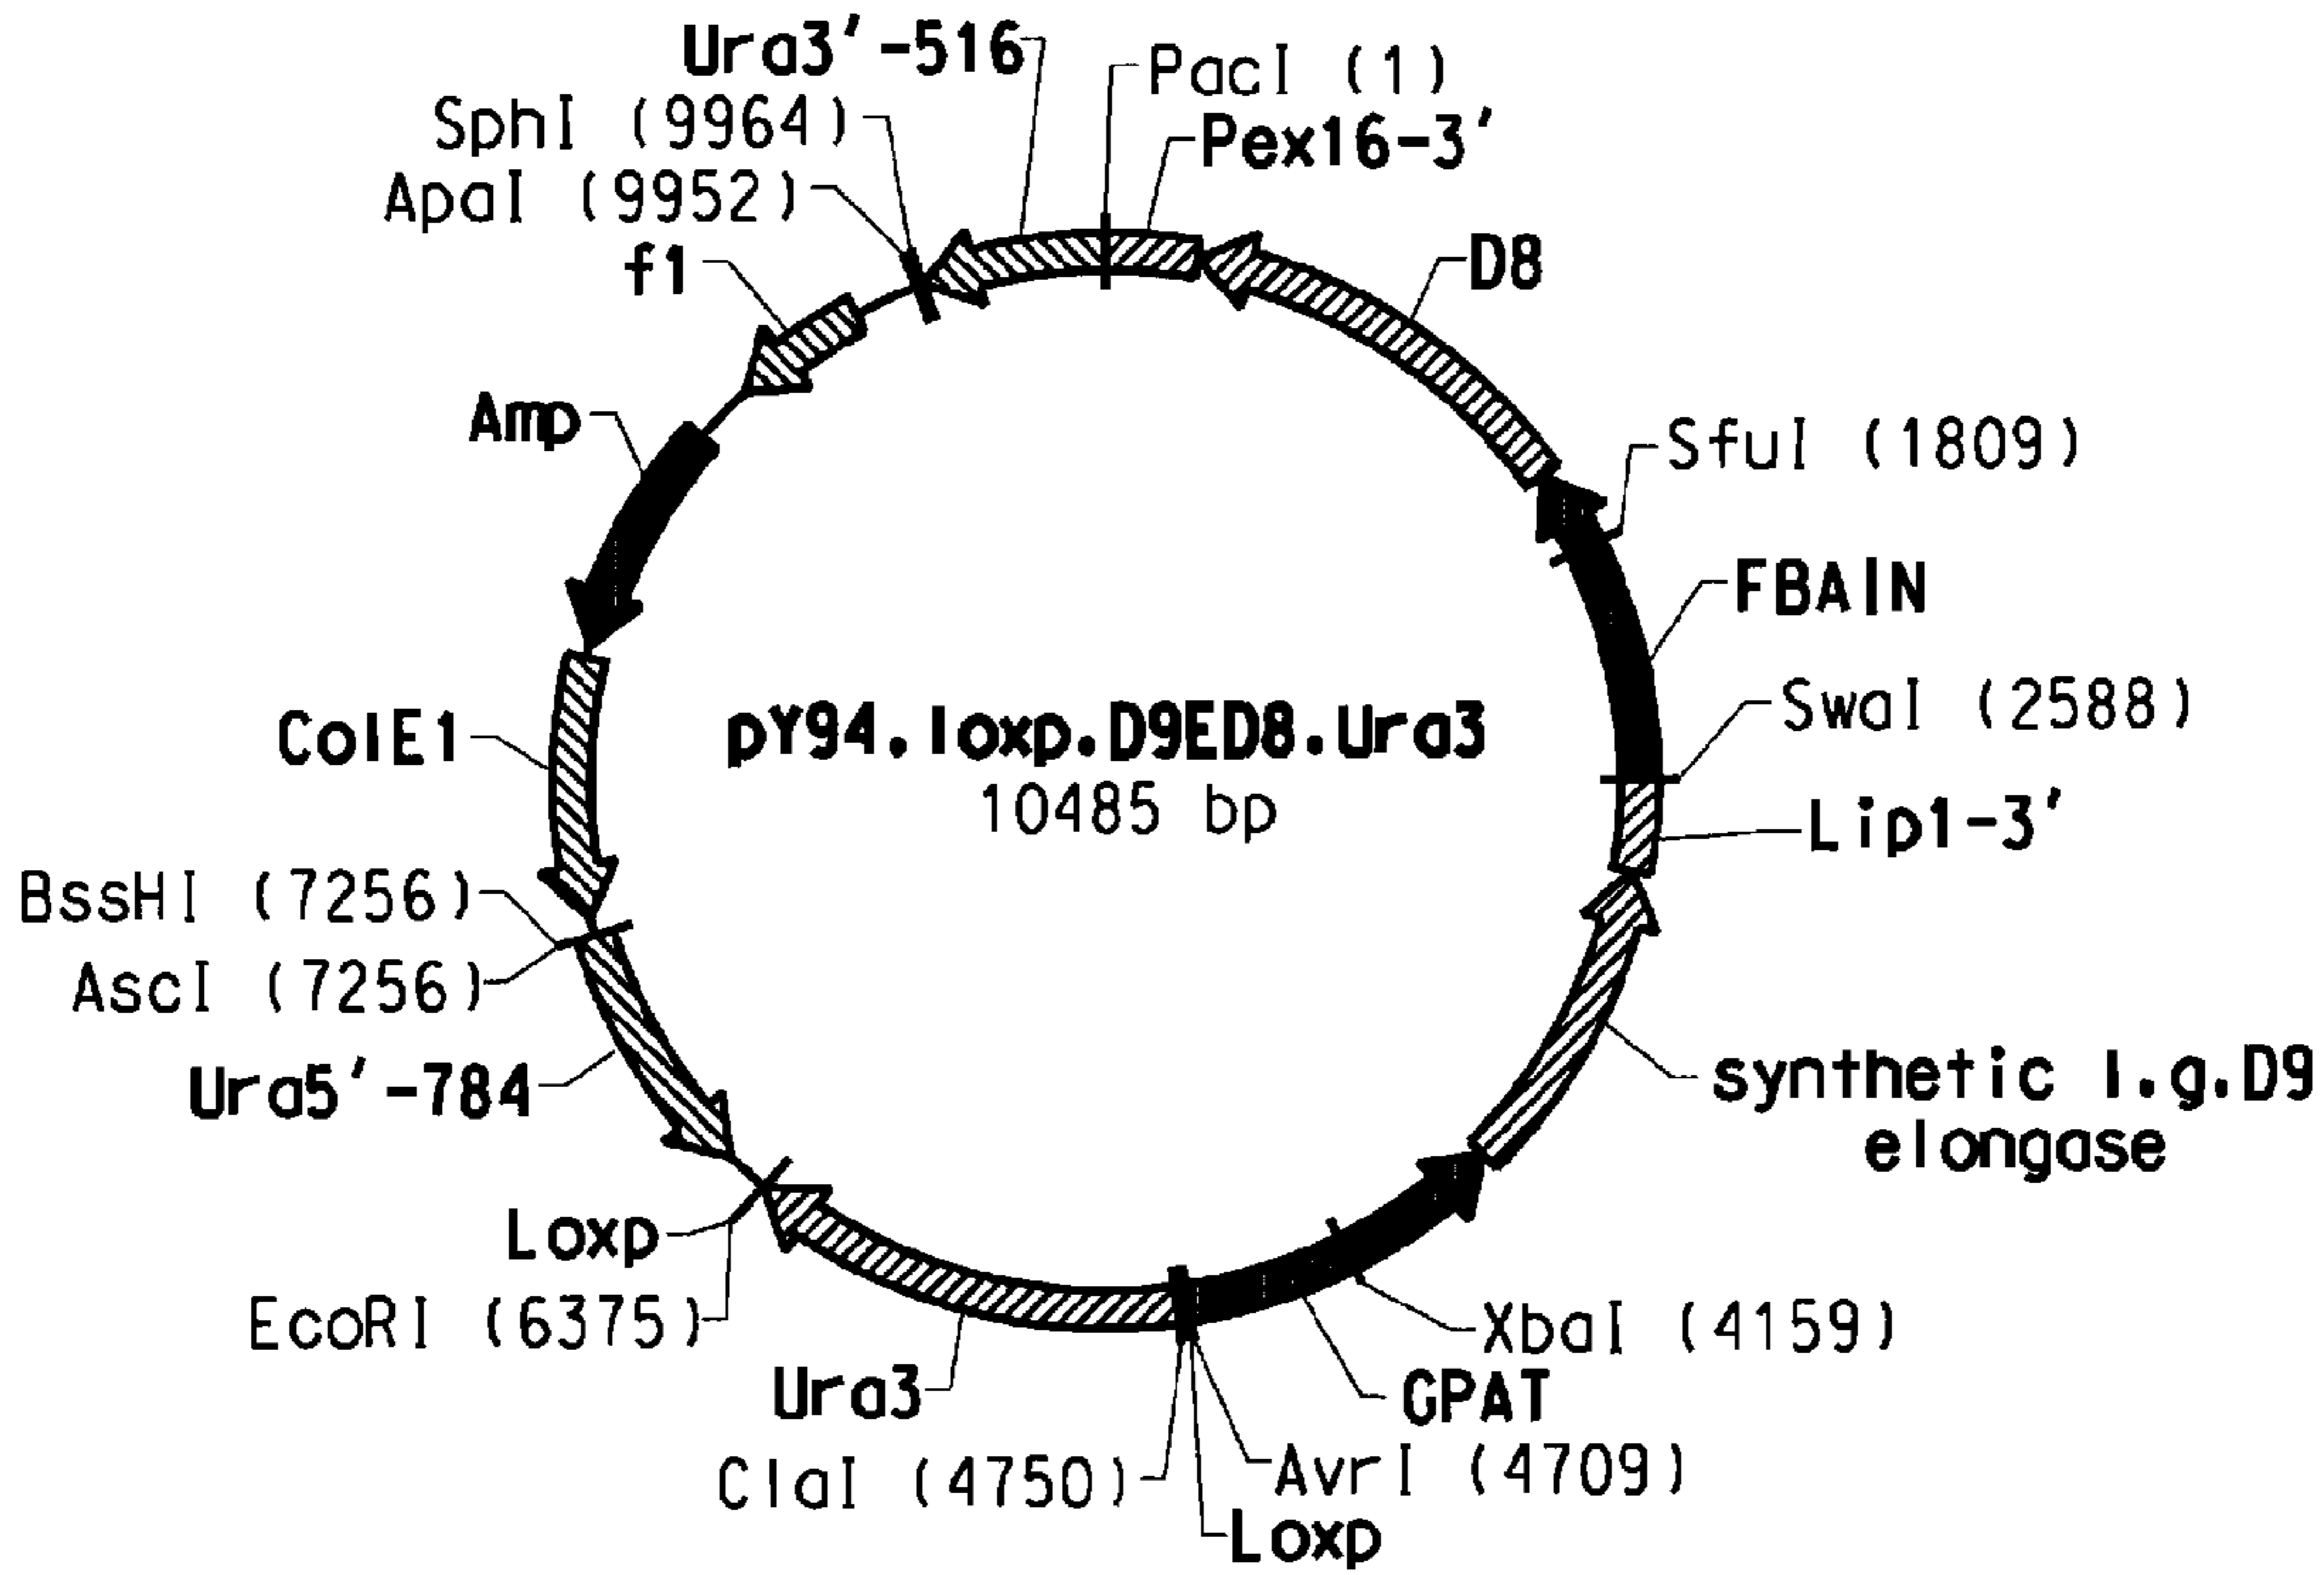 Ura3'-516
PacI (1)
SphI (9964)
Pex16-3'
ApaI (9952)
f1
D8
Amp
SfuI (1809)
FBAIN
SwaI (2588)
ColE1
pY94.loxp.D9ED8.Ura3
10485 bp
Lip1-3'
BssHI (7256)
AscI (7256)
Ura5'-784
synthetic I.g.D9
elongase
Loxp
EcoRI (6375)
XbaI (4159)
Ura3
GPAT
ClaI (4750)
AvrI (4709)
Loxp